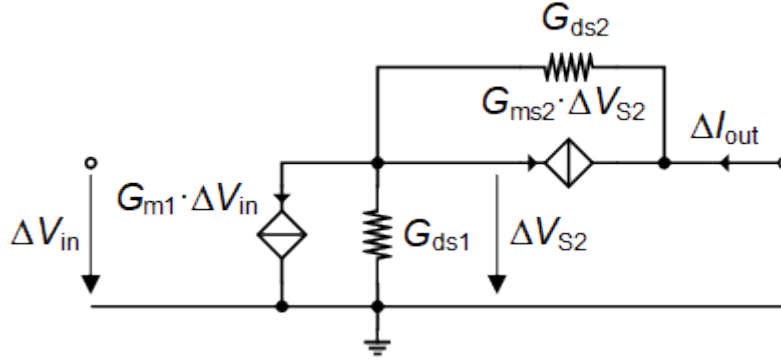 G_ds2
G_ms2·ΔV_S2
ΔI_out
G_m1·ΔV_in
ΔV_in
G_ds1
ΔV_S2